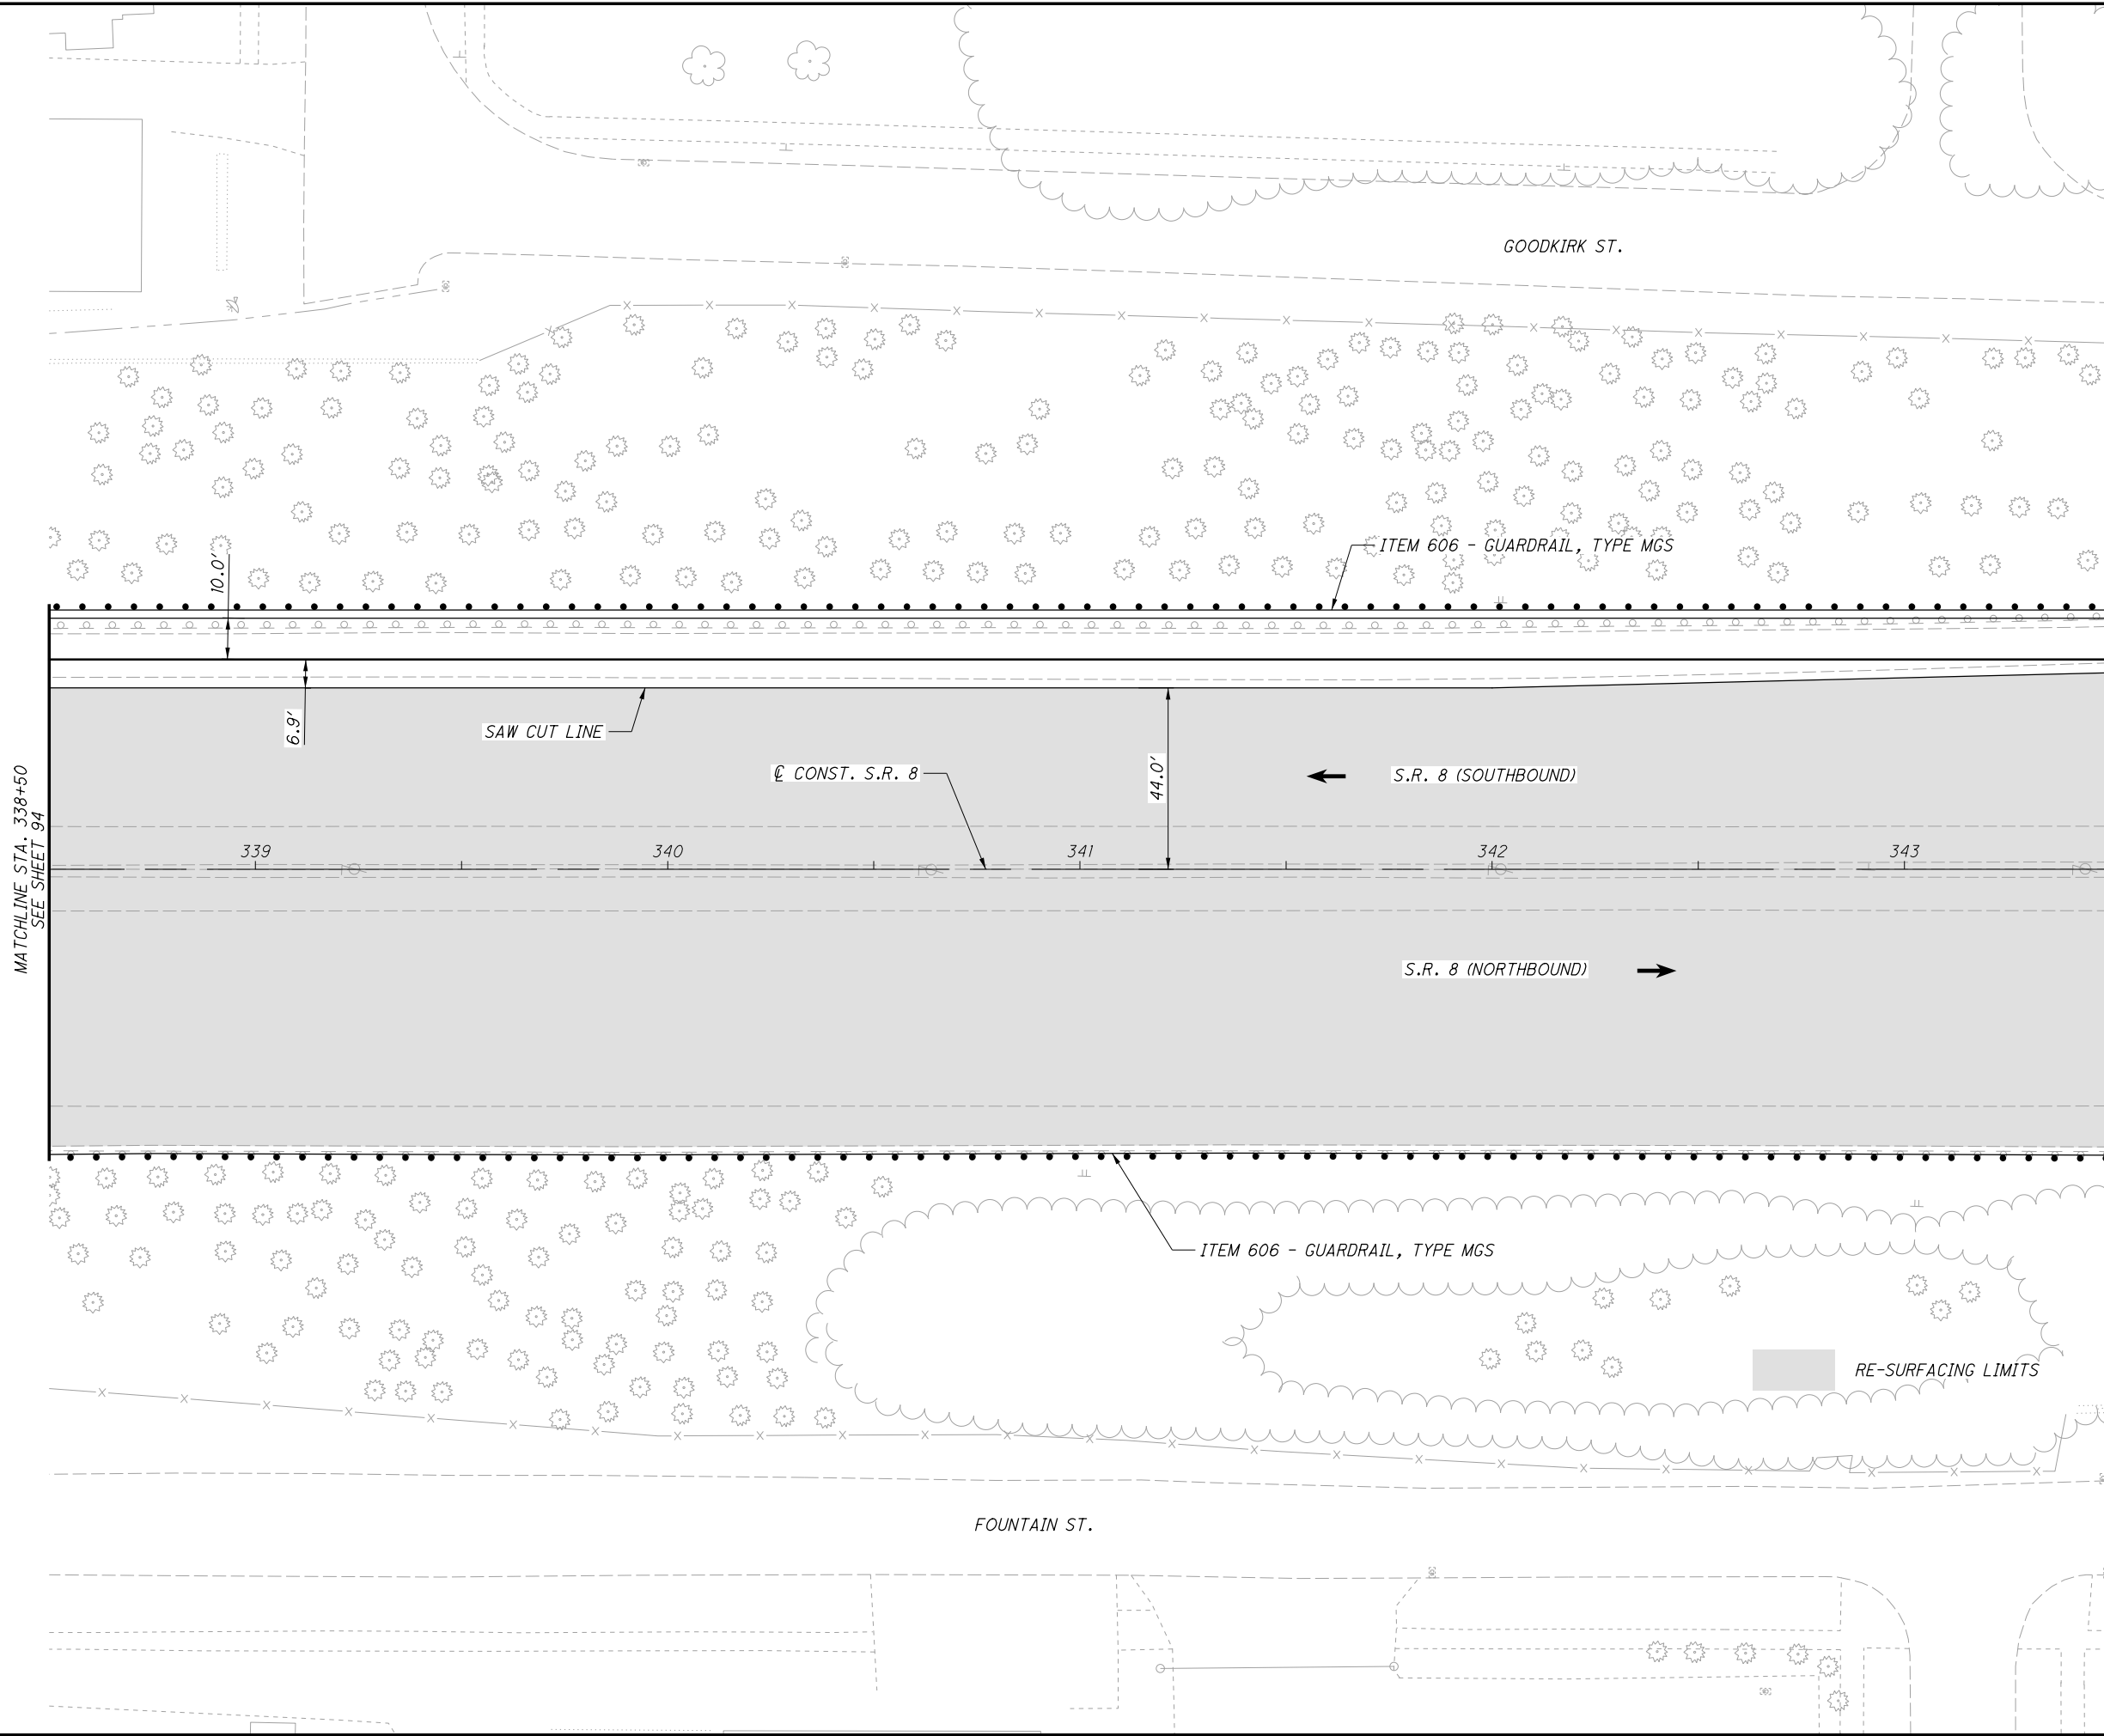 GOODKIRK ST.
ITEM 606 - GUARDRAIL, TYPE MGS
10.0'
6.9'
SAW CUT LINE
℄ CONST. S.R. 8
44.0'
S.R. 8 (SOUTHBOUND)
MATCHLINE STA. 338+50
SEE SHEET 94
339
340
341
342
343
S.R. 8 (NORTHBOUND)
ITEM 606 - GUARDRAIL, TYPE MGS
RE-SURFACING LIMITS
FOUNTAIN ST.